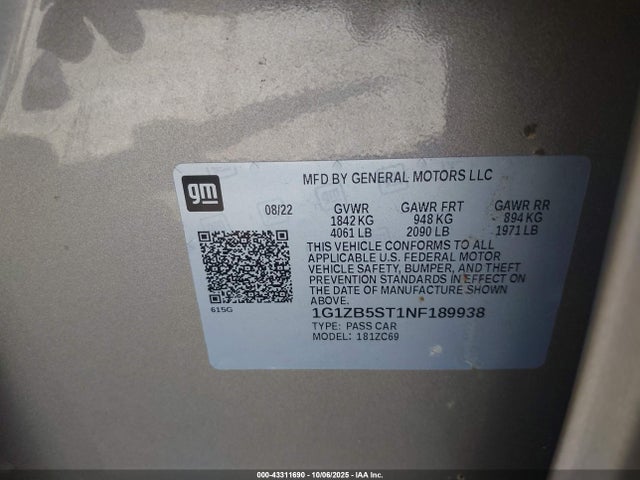 gm
MFD BY GENERAL MOTORS LLC
08/22 GVWR GAWR FRT GAWR RR
1842 KG 948 KG 894 KG
4061 LB 2090 LB 1971 LB
THIS VEHICLE CONFORMS TO ALL
APPLICABLE U.S. FEDERAL MOTOR
VEHICLE SAFETY, BUMPER, AND THEFT
PREVENTION STANDARDS IN EFFECT ON
THE DATE OF MANUFACTURE SHOWN
ABOVE.
615G
1G1ZB5ST1NF189938
TYPE: PASS CAR
MODEL: 181ZC69
000-43311690 - 10/06/2025 - IAA Inc.